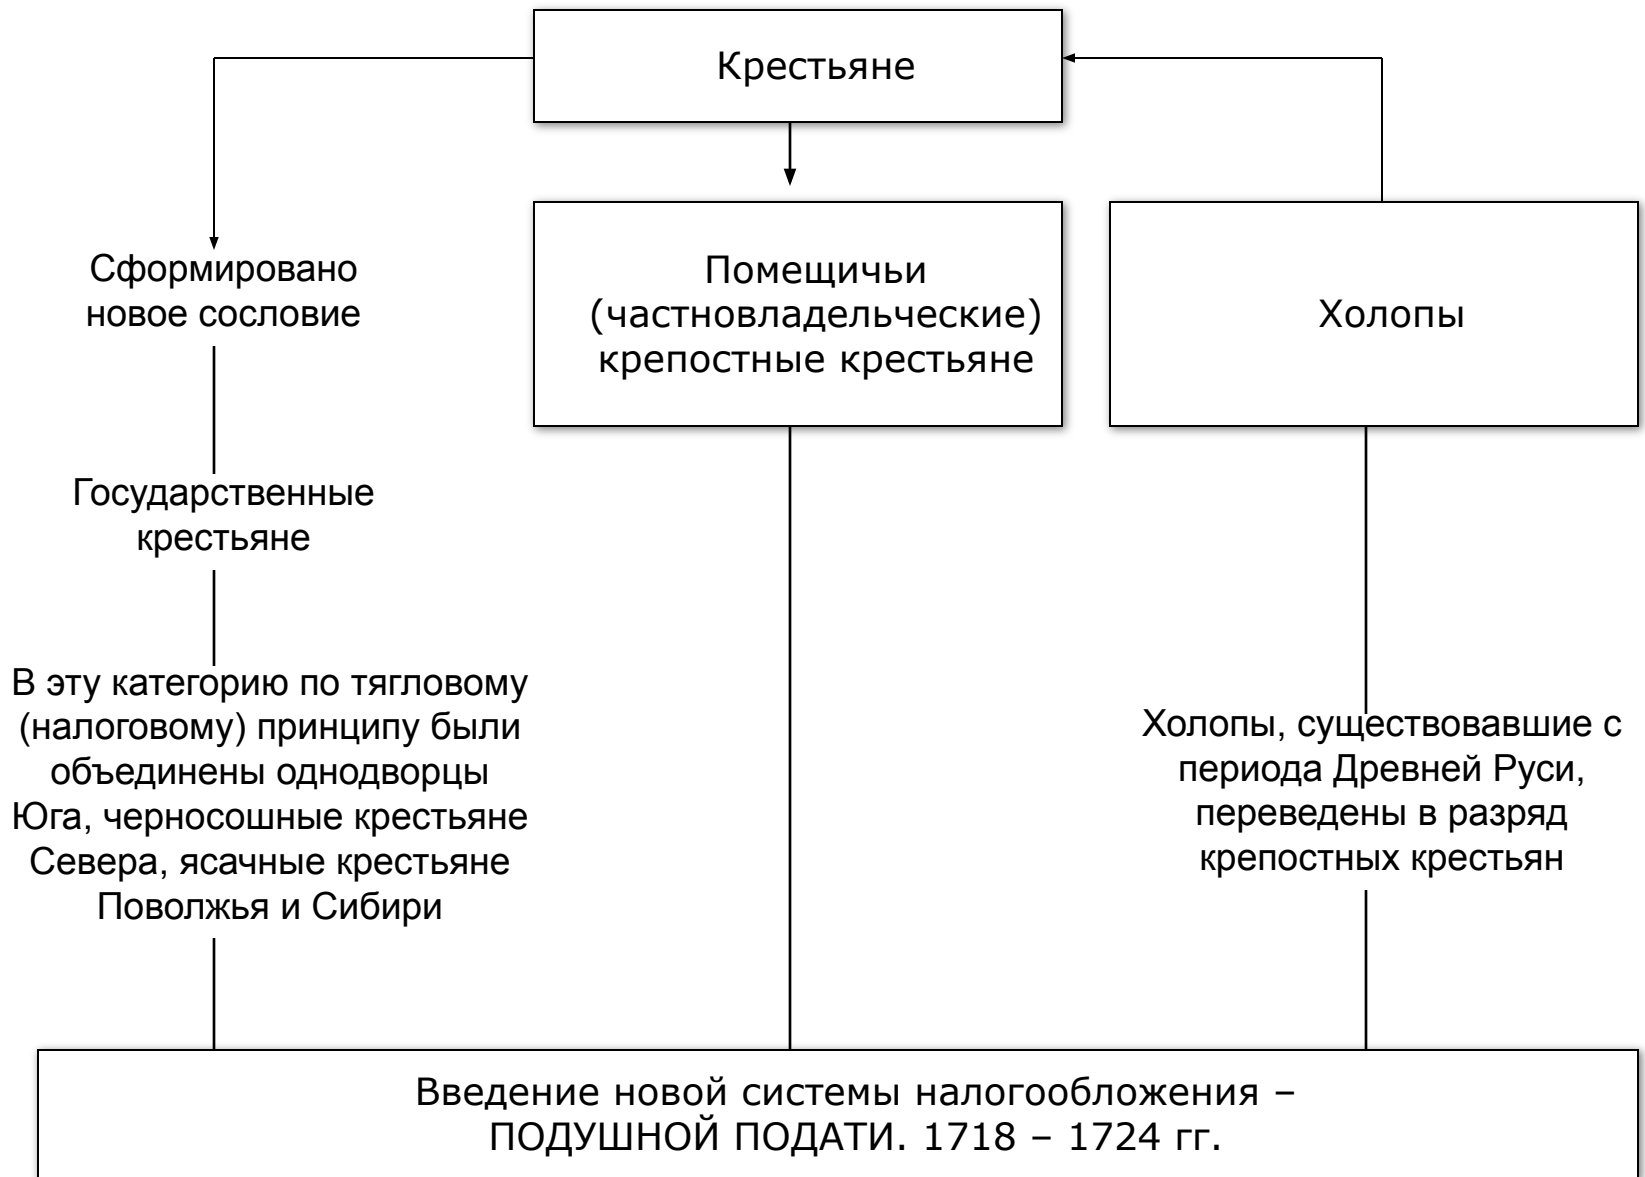 Крестьяне
Сформировано
новое сословие
Государственные
крестьяне
В эту категорию по тягловому
(налоговому) принципу были
объединены однодворцы
Юга, черносошные крестьяне
Севера, ясачные крестьяне
Поволжья и Сибири
Помещичьи
(частновладельческие)
крепостные крестьяне
Холопы
Холопы, существовавшие с
периода Древней Руси,
переведены в разряд
крепостных крестьян
Введение новой системы налогообложения –
ПОДУШНОЙ ПОДАТИ. 1718 – 1724 гг.